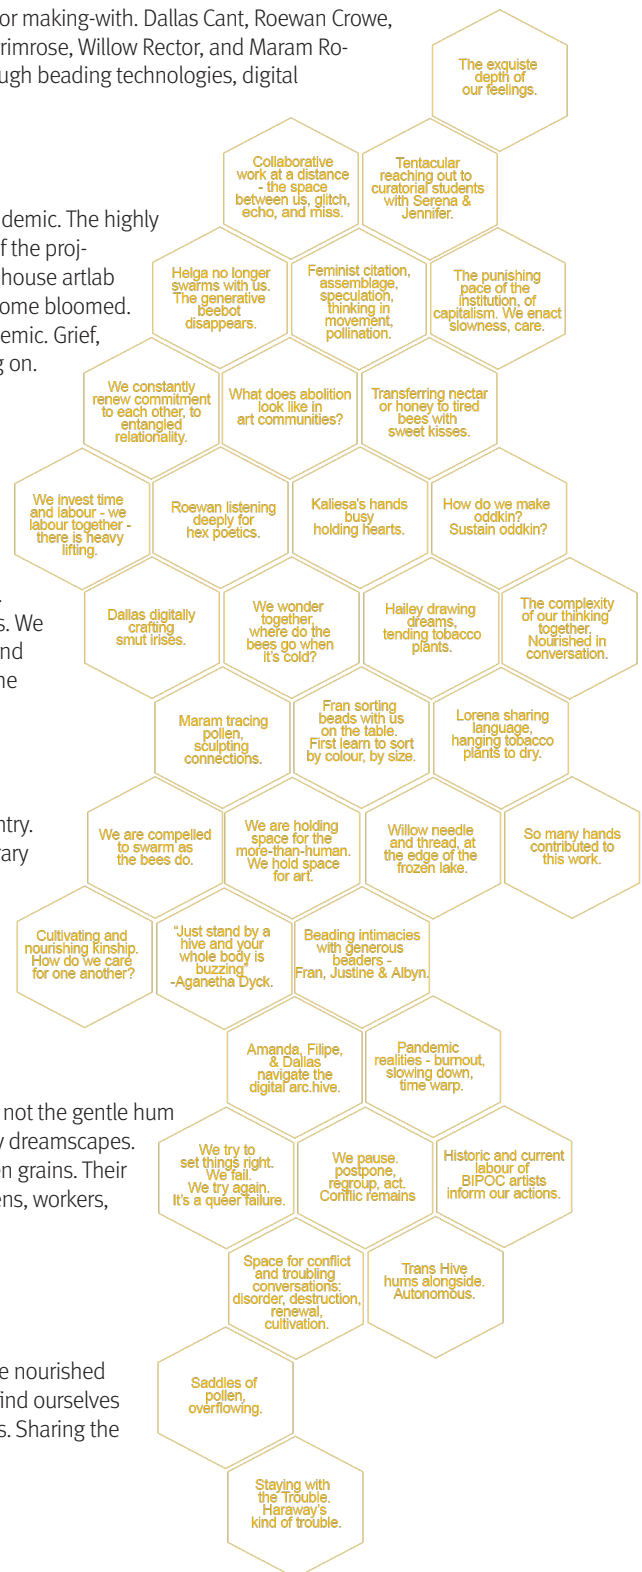 or making-with. Dallas Cant, Roewan Crowe,
rimrose, Willow Rector, and Maram Ro-
ugh beading technologies, digital
The exquiste
depth of
our feelings.
Collaborative
work at a distance
- the space
between us, glitch,
echo, and miss.
Tentacular
reaching out to
curatorial students
with Serena &
Jennifer.
demic. The highly
f the proj-
house artlab
ome bloomed.
emic. Grief,
g on.
Helga no longer
swarms with us.
The generative
beebot
disappears.
Feminist citation,
assemblage,
speculation,
thinking in
movement,
pollination.
The punishing
pace of the
institution, of
capitalism. We enact
slowness, care.
We constantly
renew commitment
to each other, to
entangled
relationality.
What does abolition
look like in
art communities?
Transferring nectar
or honey to tired
bees with
sweet kisses.
We invest time
and labour - we
labour together -
there is heavy
lifting.
Roewan listening
deeply for
hex poetics.
Kaliesa's hands
busy
holding hearts.
How do we make
oddkin?
Sustain oddkin?
.
s. We
nd
ne
Dallas digitally
crafting
smut irises.
We wonder
together,
where do the
bees go when
it's cold?
Hailey drawing
dreams,
tending tobacco
plants.
The complexity
of our thinking
together.
Nourished in
conversation.
Maram tracing
pollen,
sculpting
connections.
Fran sorting
beads with us
on the table.
First learn to sort
by colour, by size.
Lorena sharing
language,
hanging tobacco
plants to dry.
ntry.
rary
We are compelled
to swarm as
the bees do.
We are holding
space for the
more-than-human.
We hold space
for art.
Willow needle
and thread, at
the edge of the
frozen lake.
So many hands
contributed to
this work.
Cultivating and
nourishing kinship.
How do we care
for one another?
"Just stand by a
hive and your
whole body is
buzzing"
-Aganetha Dyck.
Beading intimacies
with generous
beaders -
Fran, Justine & Albyn.
Amanda, Filipe,
& Dallas
navigate the
digital arc.hive.
Pandemic
realities - burnout,
slowing down,
time warp.
not the gentle hum
y dreamscapes.
en grains. Their
ens, workers,
We try to
set things right.
We fail.
We try again.
It's a queer failure.
We pause.
postpone,
regroup, act.
Conflic remains
Historic and current
labour of
BIPOC artists
inform our actions.
Space for conflict
and troubling
conversations:
disorder, destruction,
renewal,
cultivation.
Trans Hive
hums alongside.
Autonomous.
e nourished
find ourselves
s. Sharing the
Saddles of
pollen,
overflowing.
Staying with
the Trouble.
Haraway's
kind of trouble.